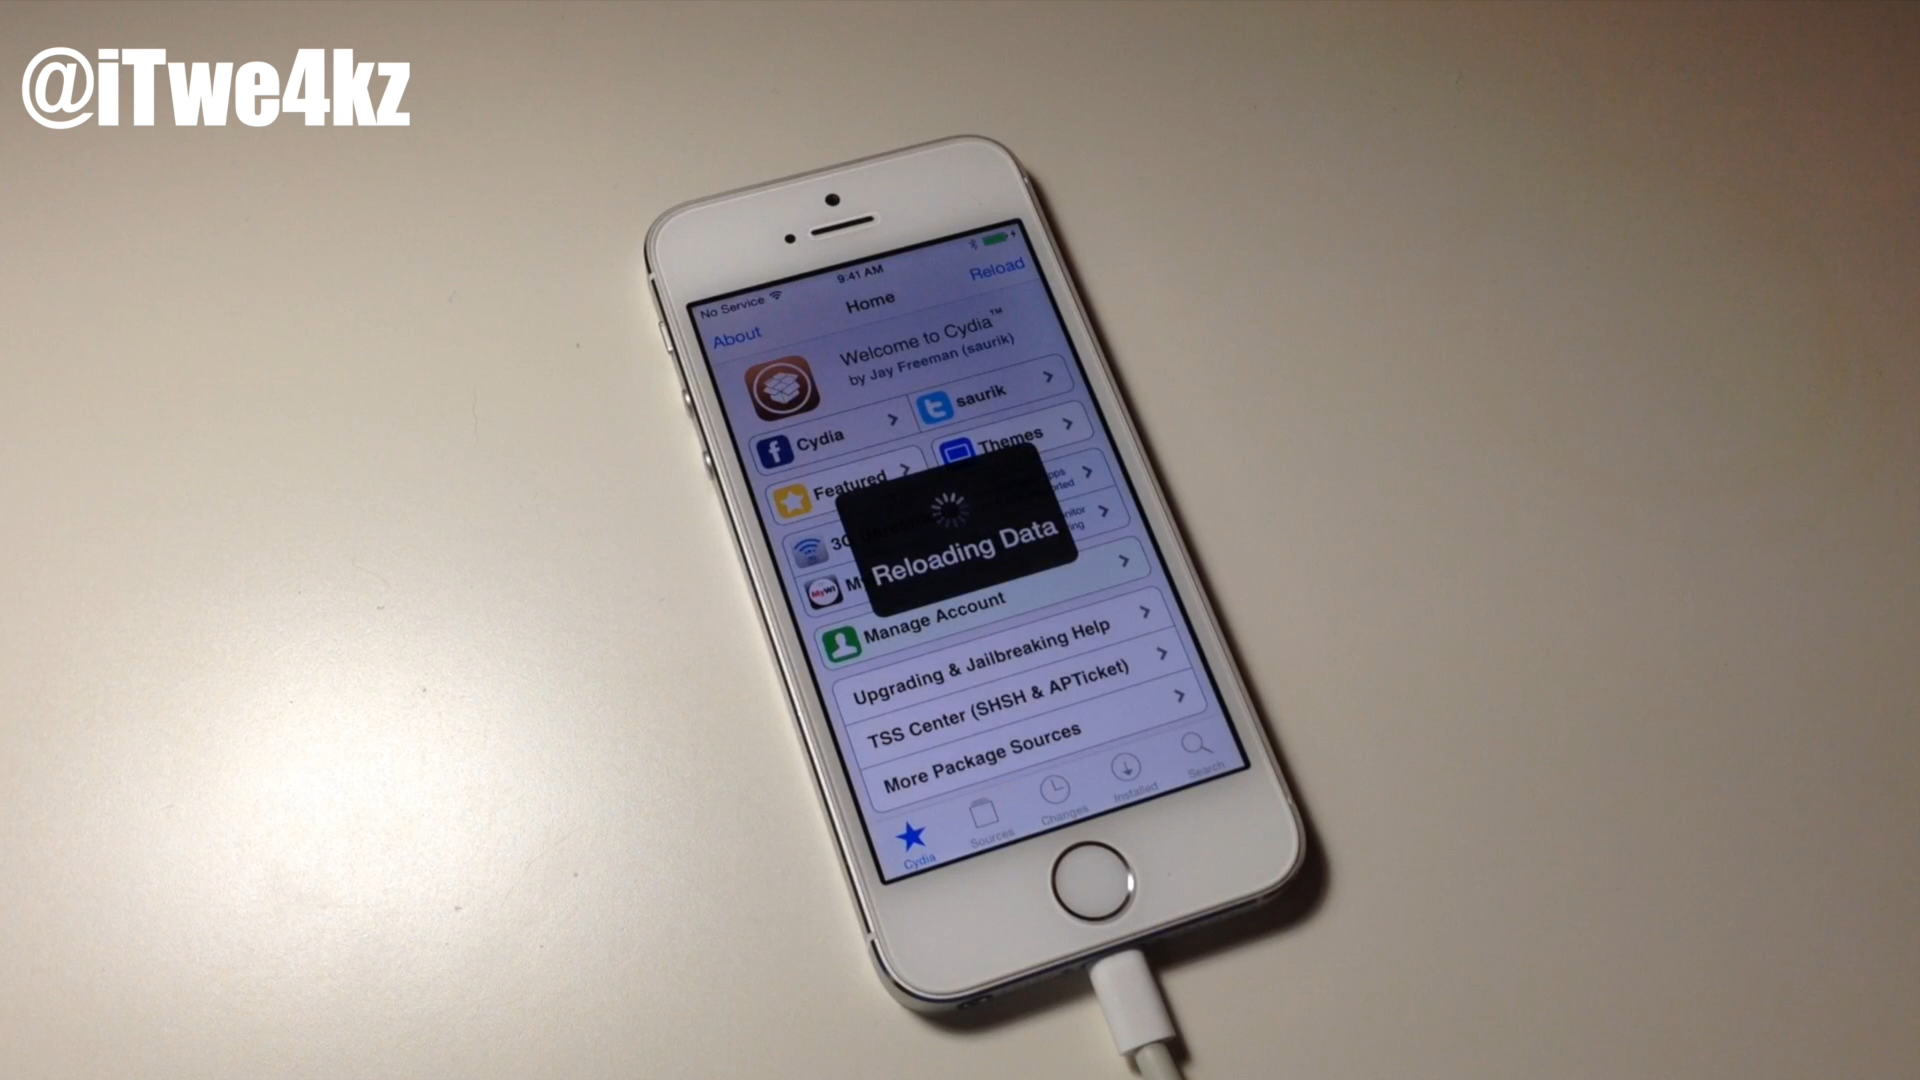 @iTwe4kz
No Service
9:41 AM
About
Home
Reload
Welcome to Cydia™
by Jay Freeman (saurik)
Cydia
saurik
Featured
Themes
Reloading Data
MyWi
Manage Account
Upgrading & Jailbreaking Help
TSS Center (SHSH & APTicket)
More Package Sources
Cydia
Sources
Changes
Installed
Search